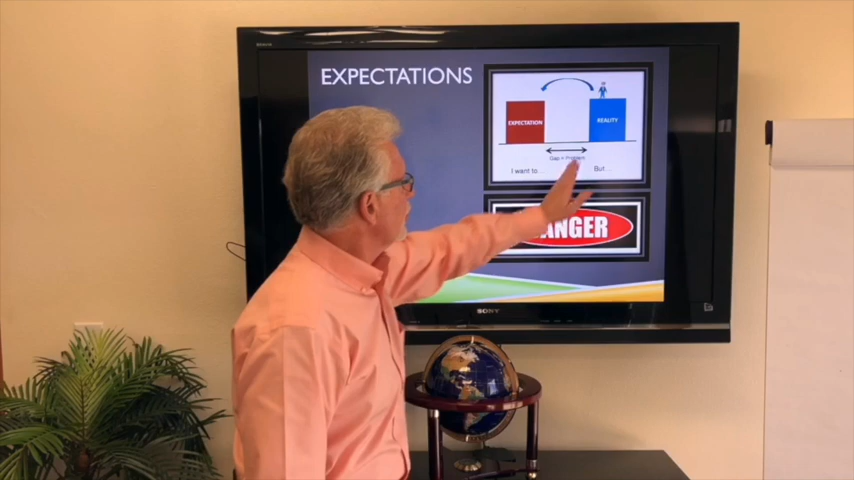 EXPECTATIONS
EXPECTATION
REALITY
Gap = Problem
I want to...
But...
ANGER
SONY